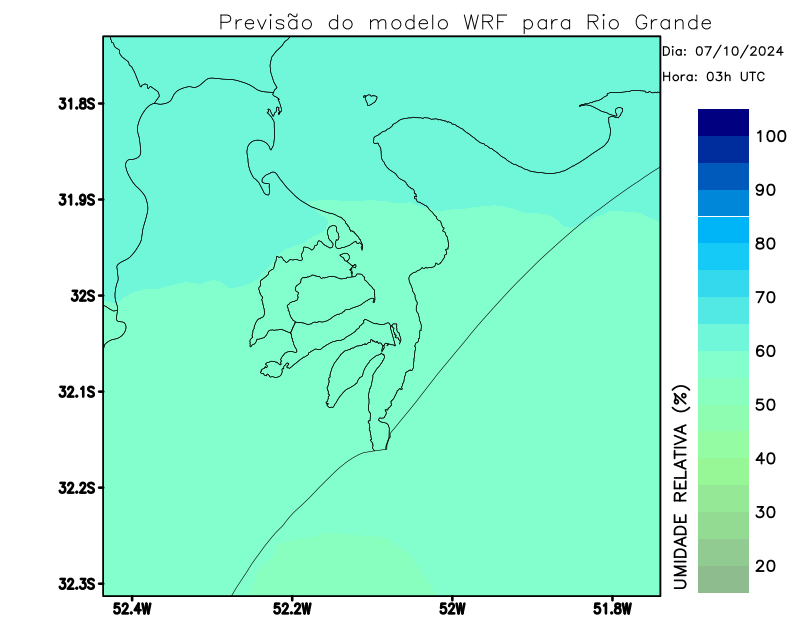 Previsão do modelo WRF para Rio Grande
Dia: 07/10/2024
Hora: 03h UTC
31.8S
31.9S
32S
32.1S
32.2S
32.3S
52.4W
52.2W
52W
51.8W
100
90
80
70
60
50
40
30
20
UMIDADE RELATIVA (%)